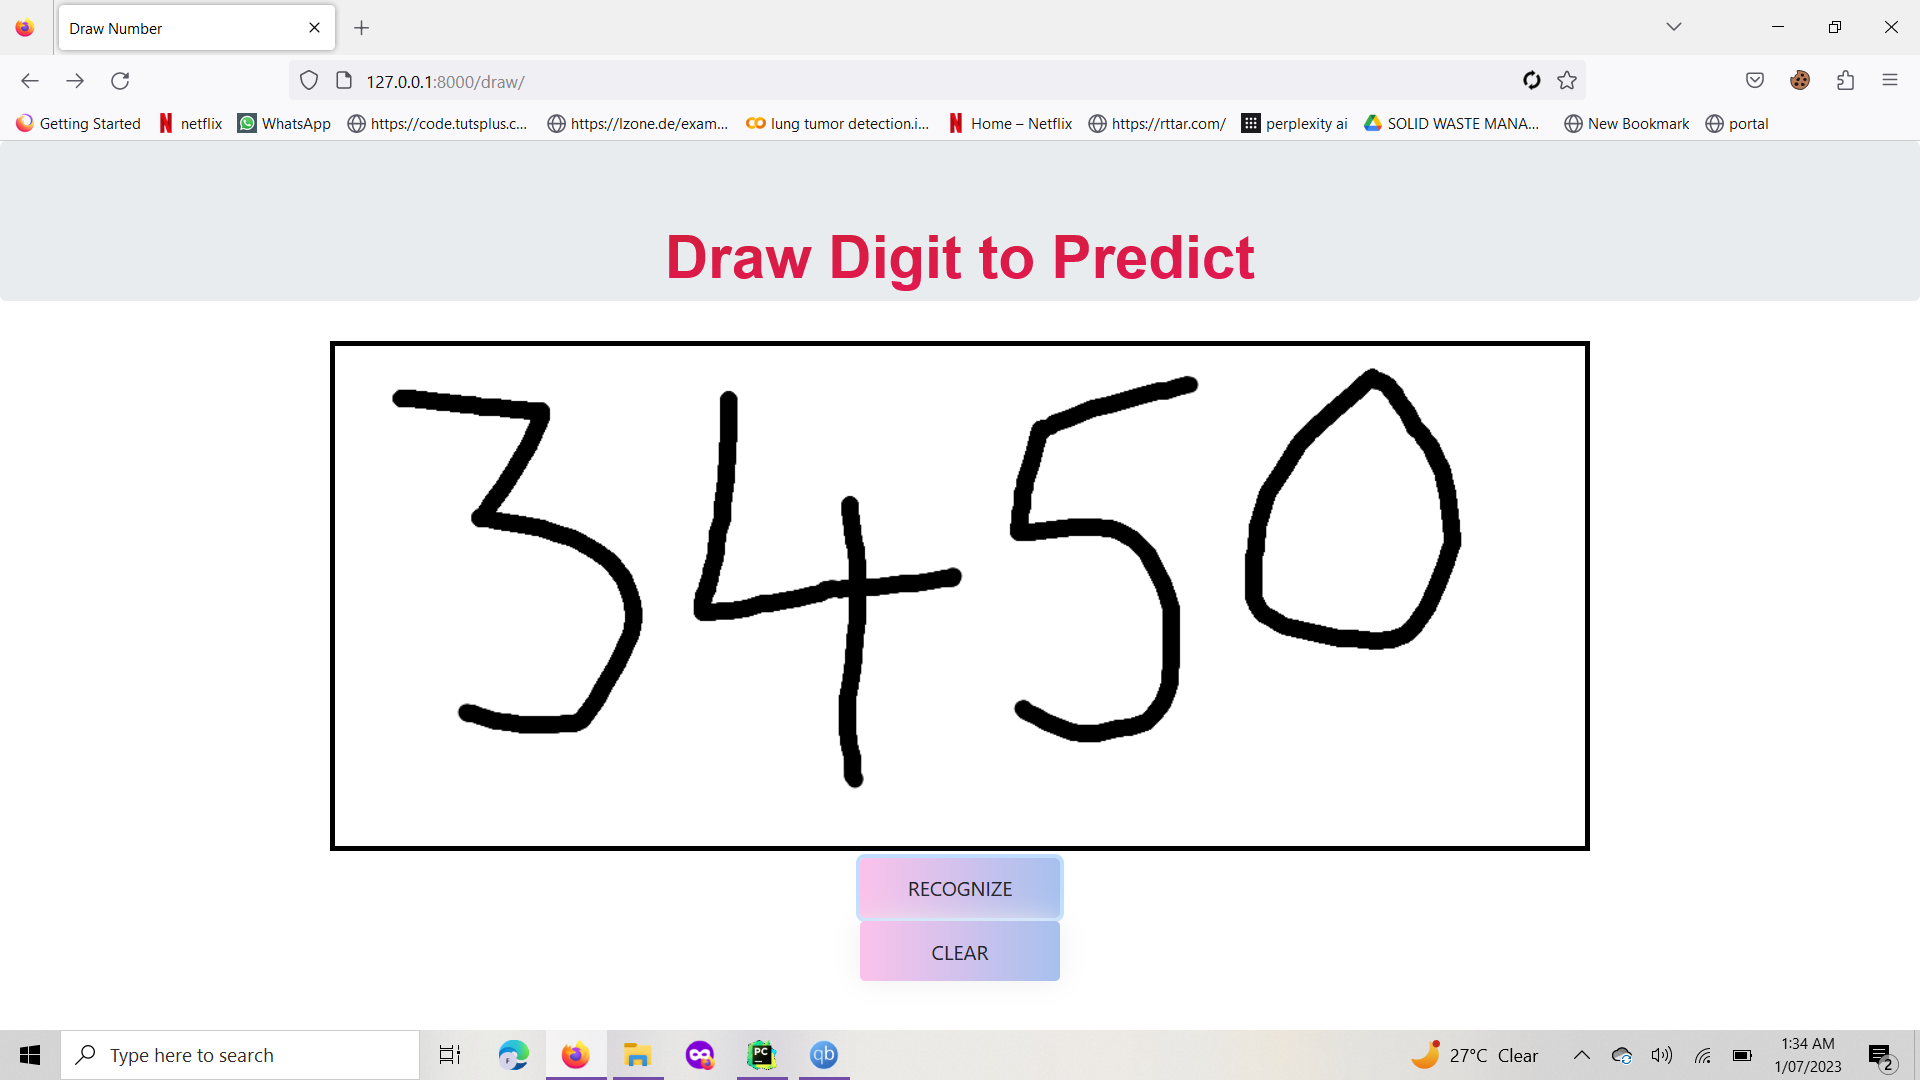 Draw Number
127.0.0.1:8000/draw/
Getting Started netflix WhatsApp https://code.tutsplus.c... https://lzone.de/exam... lung tumor detection.i... Home – Netflix https://rttar.com/ perplexity ai SOLID WASTE MANA... New Bookmark portal
Draw Digit to Predict
3450
RECOGNIZE
CLEAR
Type here to search
PC
qb
27°C Clear
1:34 AM
1/07/2023
2